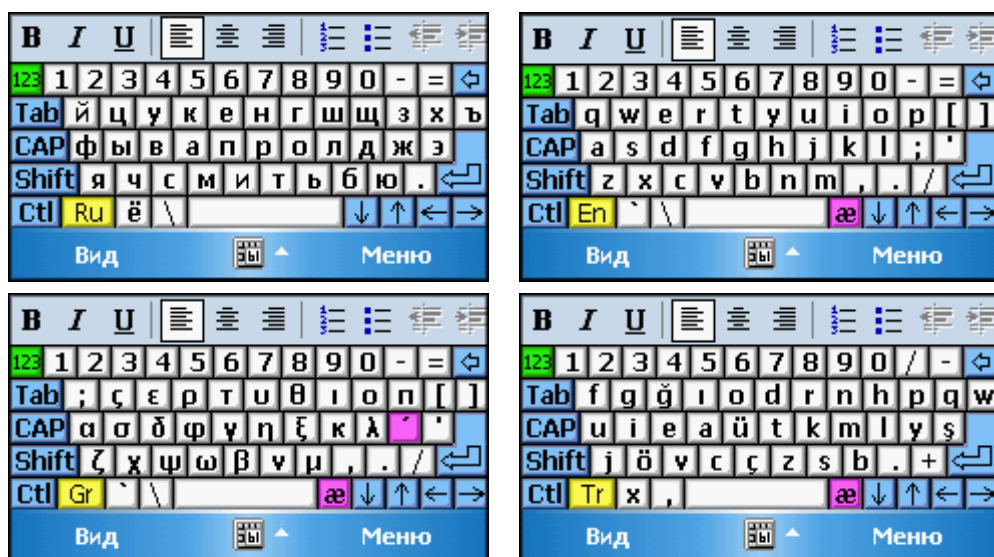 B I U
123 1 2 3 4 5 6 7 8 9 0 - =
Tab й ц у к е н г ш щ з х ъ
CAP ф ы в а п р о л д ж э
Shift я ч с м и т ь б ю .
Ctl Ru ё \ ↓ ↑ ← →
Вид Меню
B I U
123 1 2 3 4 5 6 7 8 9 0 - =
Tab q w e r t y u i o p [ ]
CAP a s d f g h j k l ; '
Shift z x c v b n m , . /
Ctl En ` \ æ ↓ ↑ ← →
Вид Меню
B I U
123 1 2 3 4 5 6 7 8 9 0 - =
Tab ; ς ε ρ τ υ θ ι ο π [ ]
CAP α σ δ φ γ η ξ κ λ ΄ '
Shift ζ χ ψ ω β ν μ , . /
Ctl Gr ` \ æ ↓ ↑ ← →
Вид Меню
B I U
123 1 2 3 4 5 6 7 8 9 0 / -
Tab f g ğ ı o d r n h p q w
CAP u i e a ü t k m l y ş
Shift j ö v c ç z s b . +
Ctl Tr x , æ ↓ ↑ ← →
Вид Меню